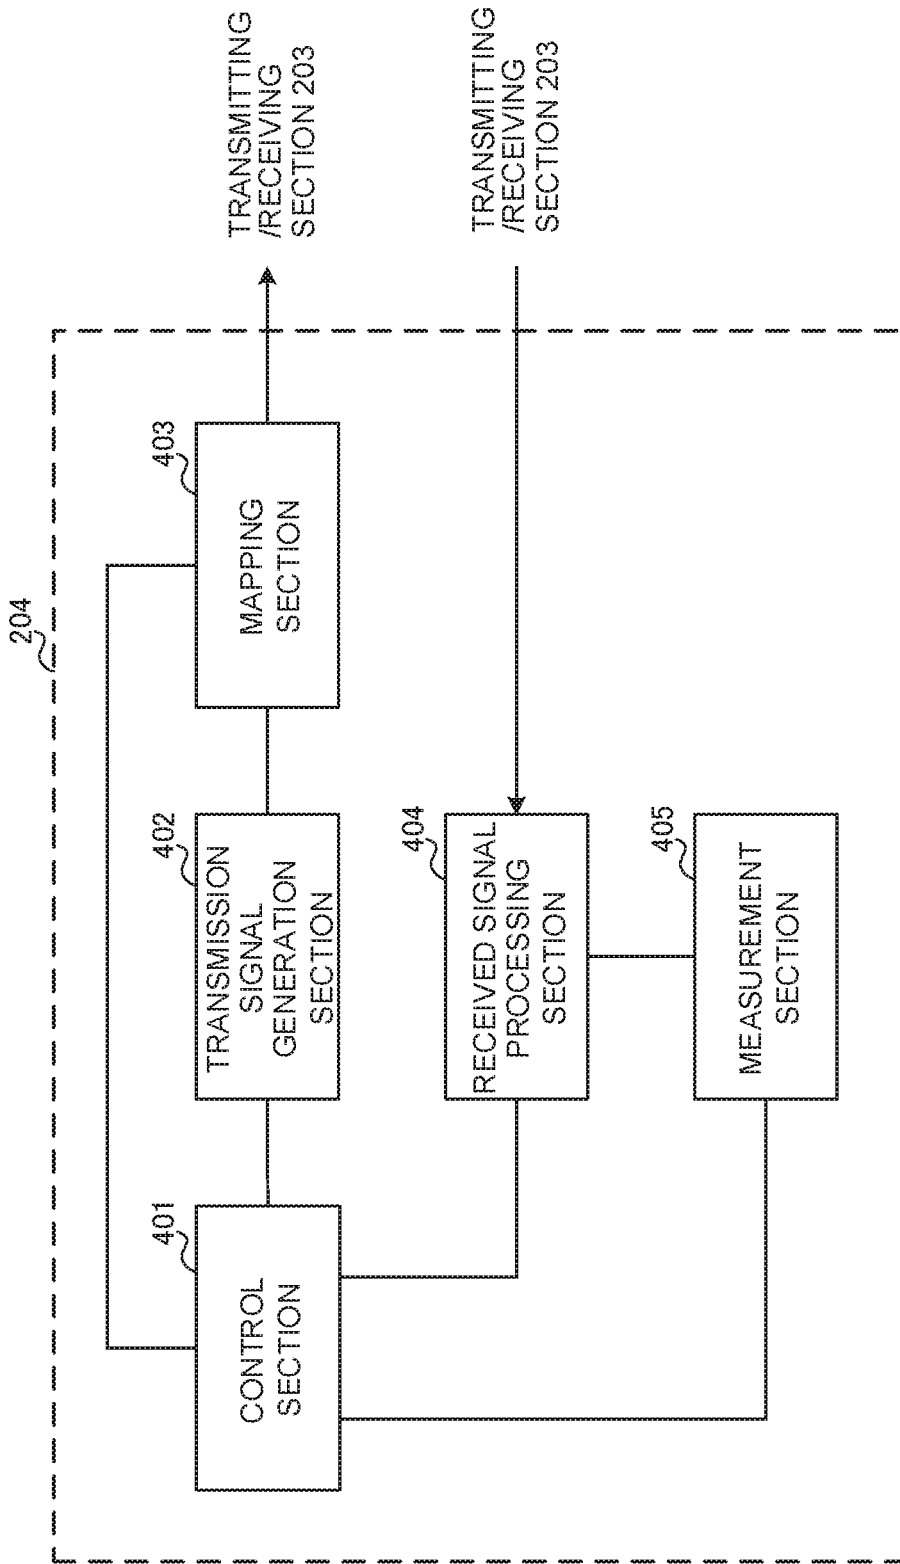 204
401
CONTROL
SECTION
402
TRANSMISSION
SIGNAL
GENERATION
SECTION
403
MAPPING
SECTION
TRANSMITTING
/RECEIVING
SECTION 203
404
RECEIVED SIGNAL
PROCESSING
SECTION
TRANSMITTING
/RECEIVING
SECTION 203
405
MEASUREMENT
SECTION